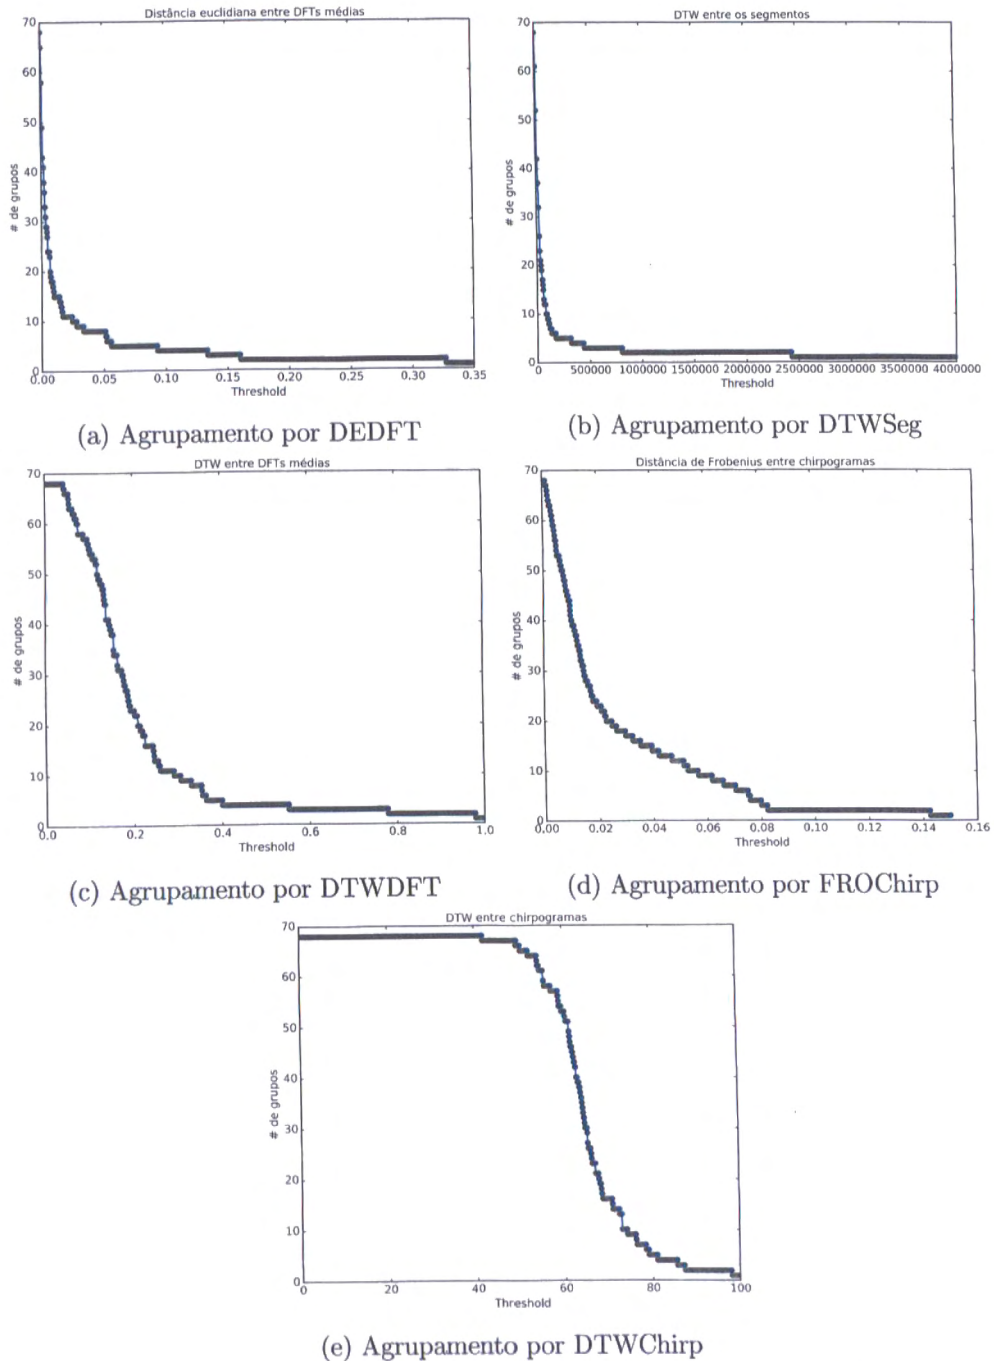 Distância euclidiana entre DFTs médias
70
60
50
40
30
20
10
0
# de grupos
0.00 0.05 0.10 0.15 0.20 0.25 0.30 0.35
Threshold
(a) Agrupamento por DEDFT
DTW entre os segmentos
70
60
50
40
30
20
10
0
# de grupos
0 500000 1000000 1500000 2000000 2500000 3000000 3500000 4000000
Threshold
(b) Agrupamento por DTWSeg
DTW entre DFTs médias
70
60
50
40
30
20
10
0
# de grupos
0.0 0.2 0.4 0.6 0.8 1.0
Threshold
(c) Agrupamento por DTWDFT
Distância de Frobenius entre chirpogramas
70
60
50
40
30
20
10
0
# de grupos
0.00 0.02 0.04 0.06 0.08 0.10 0.12 0.14 0.16
Threshold
(d) Agrupamento por FROChirp
DTW entre chirpogramas
70
60
50
40
30
20
10
0
# de grupos
0 20 40 60 80 100
Threshold
(e) Agrupamento por DTWChirp